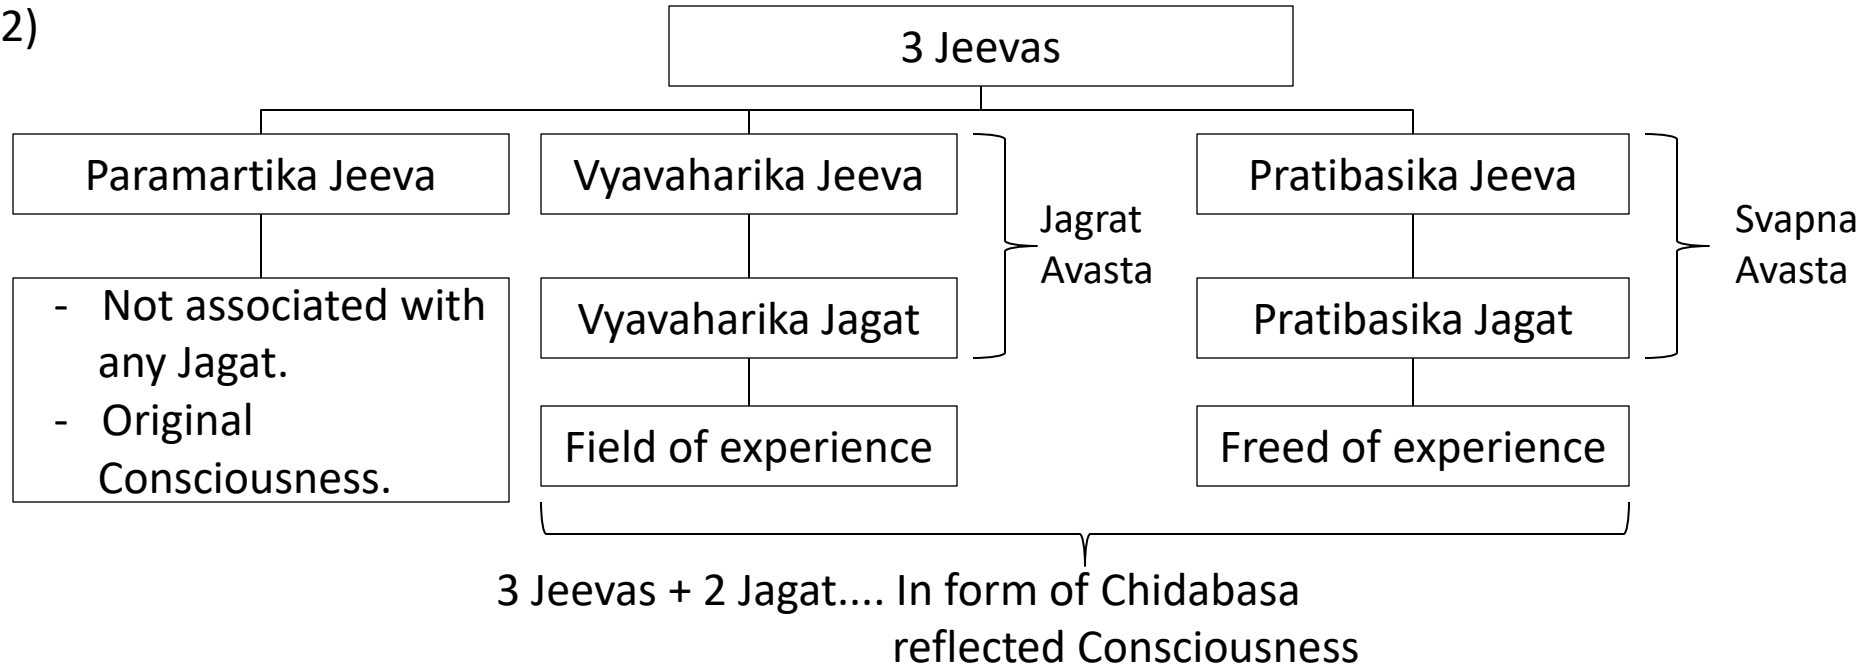 2)
3 Jeevas
Paramartika Jeeva
Vyavaharika Jeeva
Pratibasika Jeeva
Jagrat
Avasta
Svapna
Avasta
- Not associated with
any Jagat.
- Original
Consciousness.
Vyavaharika Jagat
Pratibasika Jagat
Field of experience
Freed of experience
3 Jeevas + 2 Jagat.... In form of Chidabasa
reflected Consciousness